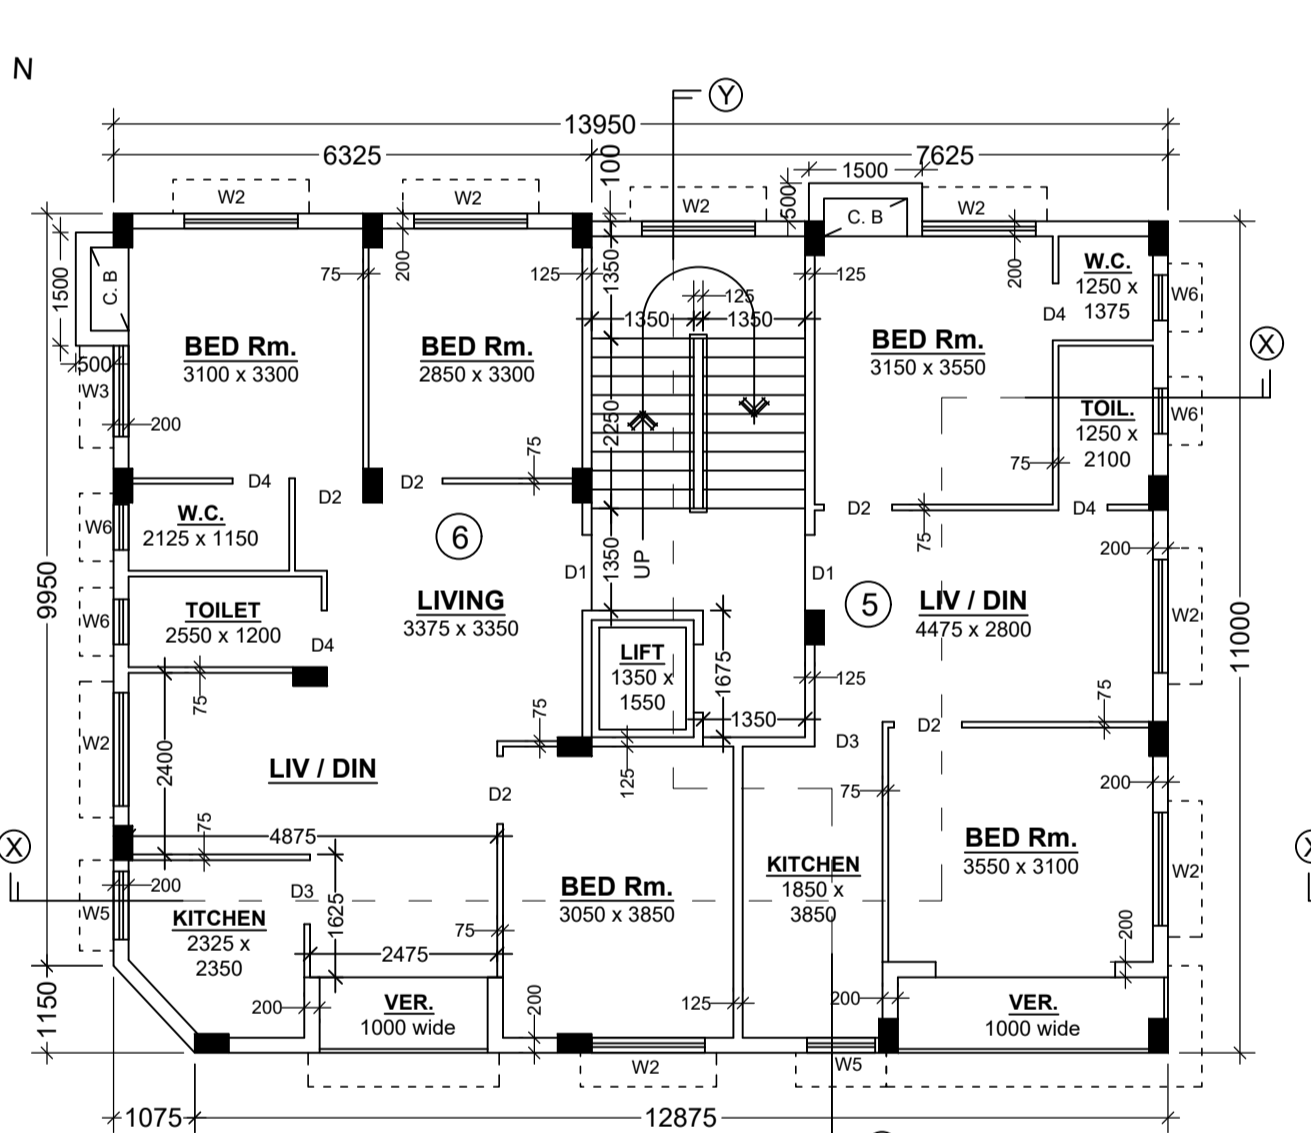 N
Y
13950
6325
7625
100
1500
W2
W2
W2
500
C. B
W2
1500
C. B
75
200
125
1350
125
125
200
W.C.
1250 x
1375
W6
D4
1350
1350
BED Rm.
3100 x 3300
BED Rm.
2850 x 3300
BED Rm.
3150 x 3550
X
500
W3
200
2250
TOIL.
1250 x
2100
W6
75
75
D4
D2
D2
D2
D4
W.C.
2125 x 1150
W6
6
75
200
9950
1350
UP
D1
D1
5
TOILET
2550 x 1200
W6
LIVING
3375 x 3350
LIV / DIN
4475 x 2800
W2
11000
D4
LIFT
1350 x
1550
1675
125
75
75
75
1350
D3
D2
W2
2400
LIV / DIN
125
D2
75
200
X
75
4875
X
KITCHEN
1850 x
3850
BED Rm.
3550 x 3100
W2
200
D3
BED Rm.
3050 x 3850
W5
KITCHEN
2325 x
2350
1625
75
2475
200
1150
200
VER.
1000 wide
200
125
200
VER.
1000 wide
W2
W5
1075
12875